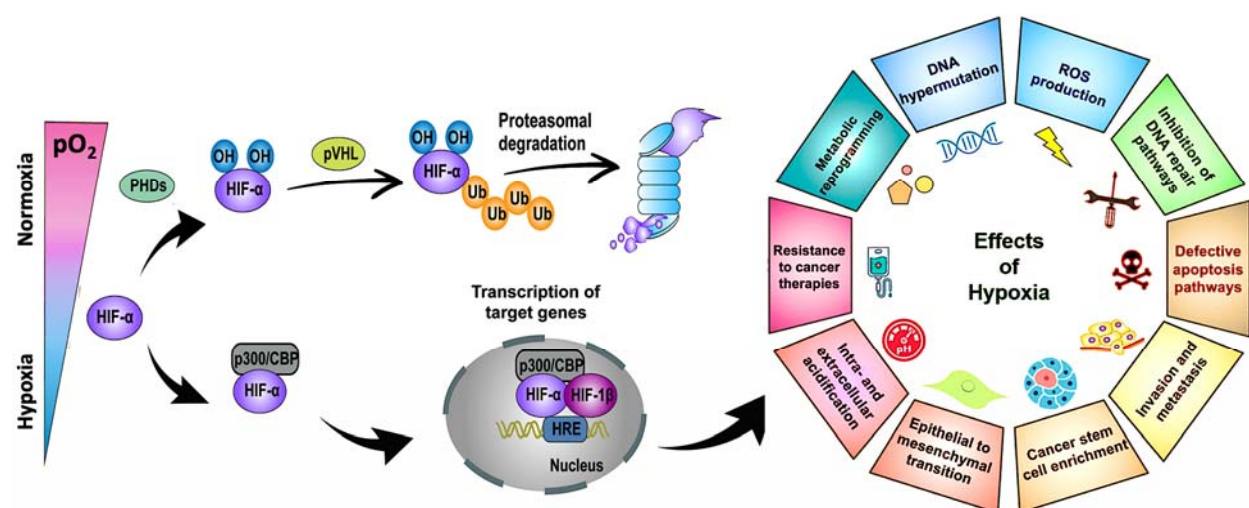 Normoxia
Hypoxia
pO2
PHDs
HIF-α
OH OH
HIF-α
pVHL
OH OH
HIF-α
Ub
Ub
Ub
Ub
Proteasomal
degradation
p300/CBP
HIF-α
Transcription of
target genes
p300/CBP
HIF-α HIF-1β
HRE
Nucleus
Effects
of
Hypoxia
DNA
hypermutation
ROS
production
Inhibition of
DNA repair
pathways
Defective
apoptosis
pathways
Invasion and
metastasis
Cancer stem
cell enrichment
Epithelial to
mesenchymal
transition
Intra- and
extracellular
acidification
pH
Resistance
to cancer
therapies
Metabolic
reprogramming